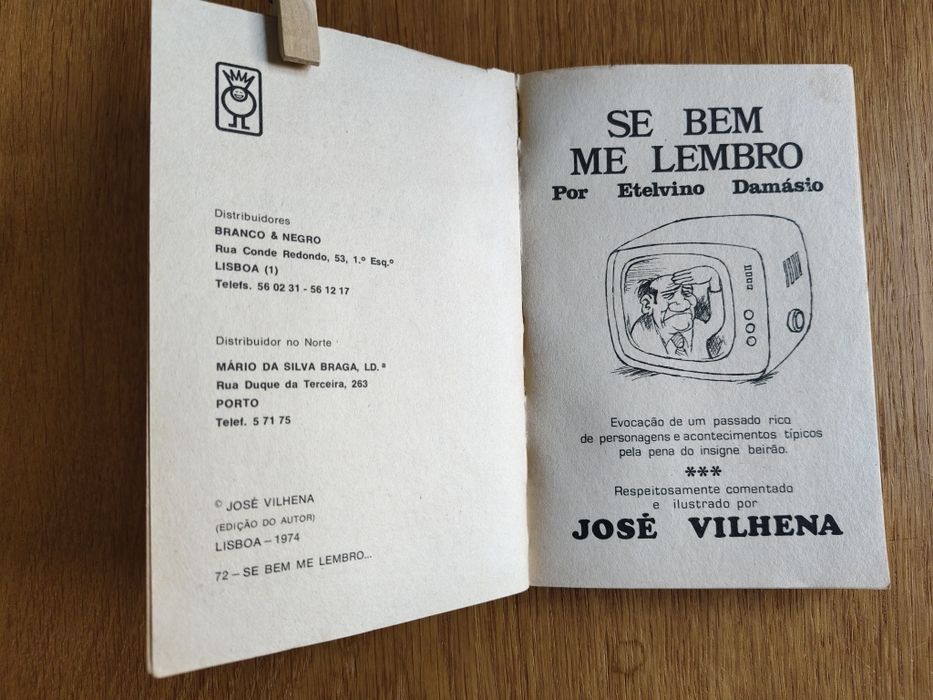 Distribuidores
BRANCO & NEGRO
Rua Conde Redondo, 53, 1.º Esq.º
LISBOA (1)
Telefs. 56 02 31 - 56 12 17
Distribuidor no Norte
MÁRIO DA SILVA BRAGA, LD.ª
Rua Duque da Terceira, 263
PORTO
Telef. 5 71 75
© JOSÉ VILHENA
(EDIÇÃO DO AUTOR)
LISBOA – 1974
72 – SE BEM ME LEMBRO...
SE BEM
ME LEMBRO
Por Etelvino Damásio
Evocação de um passado rico
de personagens e acontecimentos típicos
pela pena do insigne beirão.
***
Respeitosamente comentado
e ilustrado por
JOSÉ VILHENA